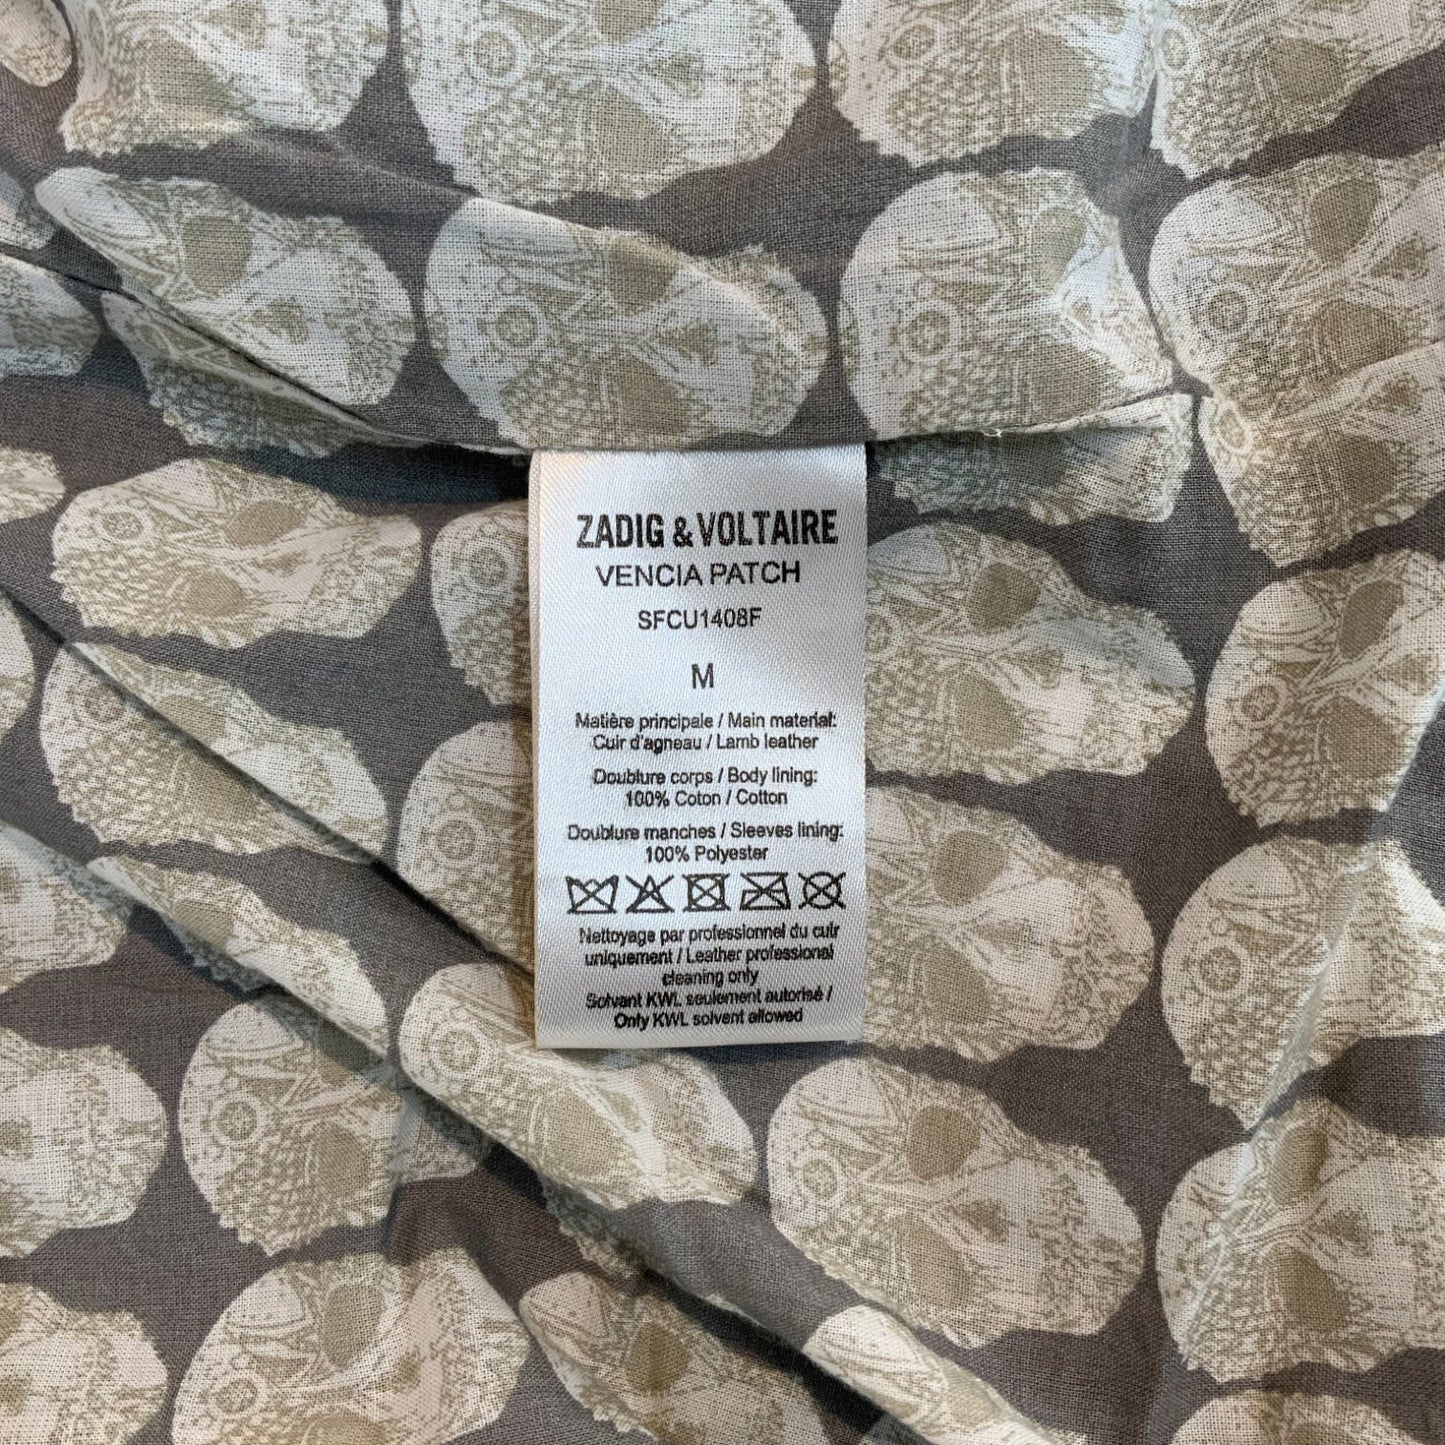 ZADIG & VOLTAIRE
VENCIA PATCH
SFCU1408F
M
Matière principale / Main material:
Cuir d'agneau / Lamb leather
Doublure corps / Body lining:
100% Coton / Cotton
Doublure manches / Sleeves lining:
100% Polyester
Nettoyage par professionnel du cuir
uniquement / Leather professional
cleaning only
Solvant KWL seulement autorisé /
Only KWL solvent allowed